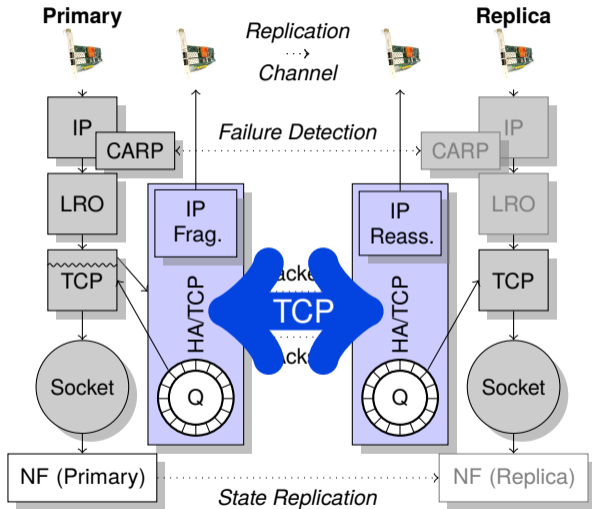 Primary
Replication
Channel
Replica
IP
CARP
Failure Detection
CARP
IP
LRO
LRO
IP
Frag.
IP
Reass.
TCP
TCP
TCP
HA/TCP
HA/TCP
Socket
Q
Q
Socket
NF (Primary)
NF (Replica)
State Replication